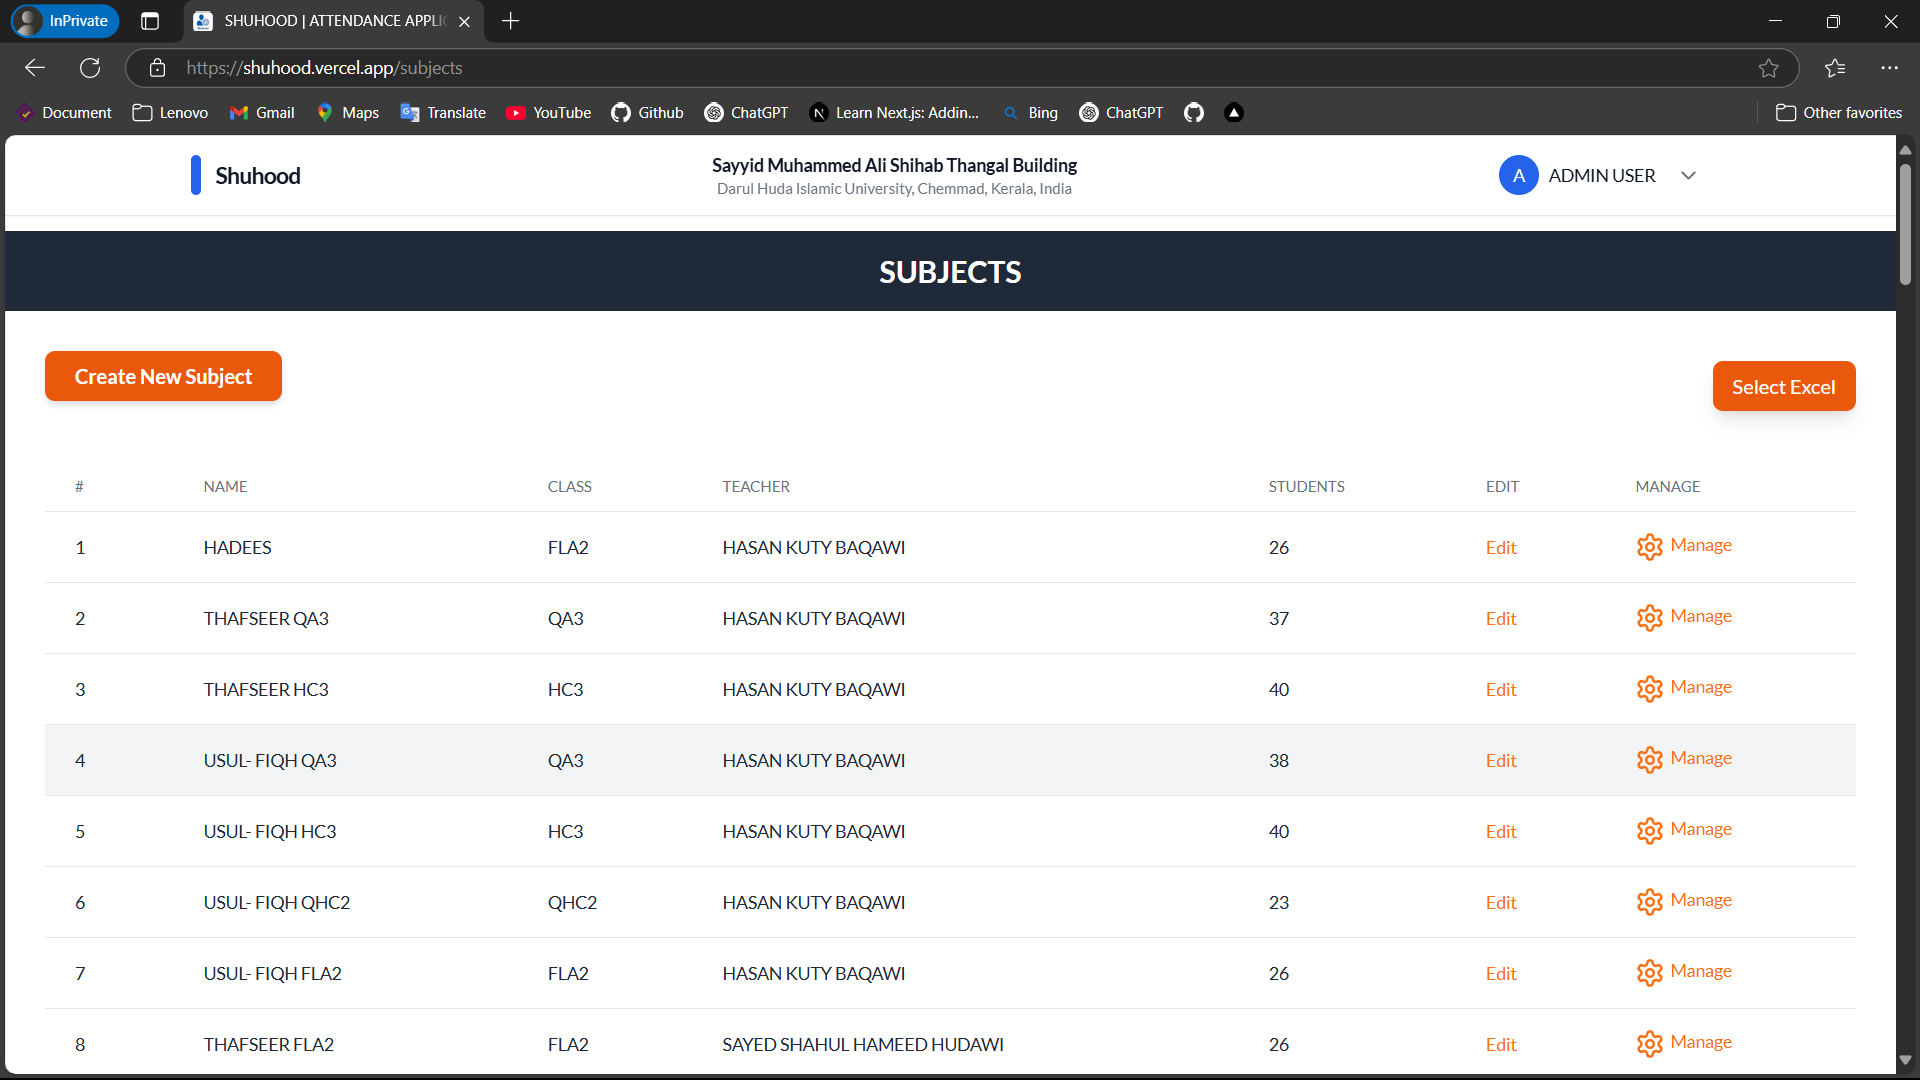 InPrivate
SHUHOOD | ATTENDANCE APPLIC
https://shuhood.vercel.app/subjects
Document Lenovo Gmail Maps Translate YouTube Github ChatGPT Learn Next.js: Addin... Bing ChatGPT Other favorites
Shuhood
Sayyid Muhammed Ali Shihab Thangal Building
Darul Huda Islamic University, Chemmad, Kerala, India
A ADMIN USER
SUBJECTS
Create New Subject
Select Excel
# NAME CLASS TEACHER STUDENTS EDIT MANAGE
1 HADEES FLA2 HASAN KUTY BAQAWI 26 Edit Manage
2 THAFSEER QA3 QA3 HASAN KUTY BAQAWI 37 Edit Manage
3 THAFSEER HC3 HC3 HASAN KUTY BAQAWI 40 Edit Manage
4 USUL- FIQH QA3 QA3 HASAN KUTY BAQAWI 38 Edit Manage
5 USUL- FIQH HC3 HC3 HASAN KUTY BAQAWI 40 Edit Manage
6 USUL- FIQH QHC2 QHC2 HASAN KUTY BAQAWI 23 Edit Manage
7 USUL- FIQH FLA2 FLA2 HASAN KUTY BAQAWI 26 Edit Manage
8 THAFSEER FLA2 FLA2 SAYED SHAHUL HAMEED HUDAWI 26 Edit Manage